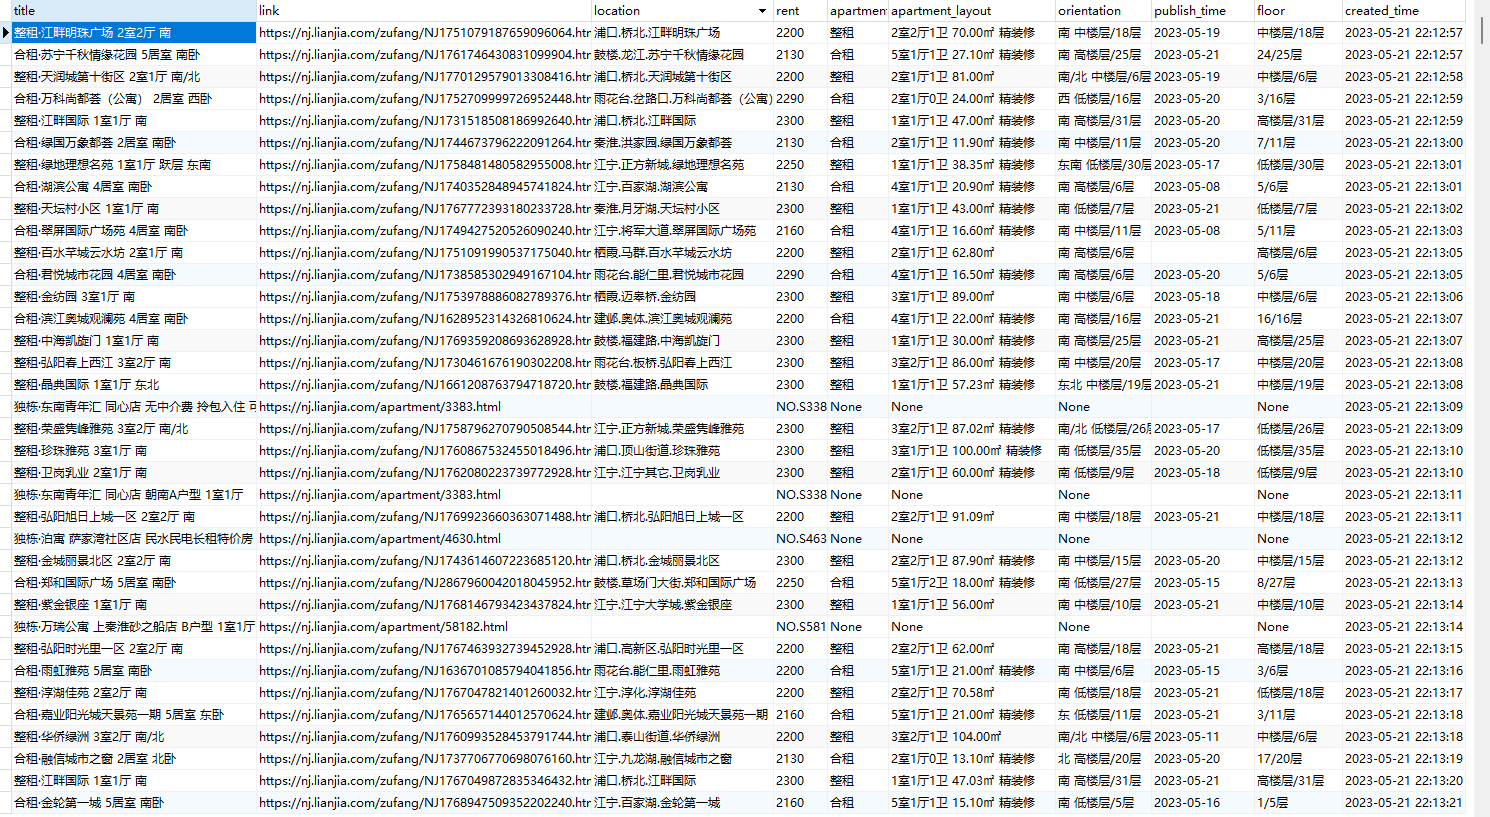 title link location rent apartment apartment_layout orientation publish_time floor created_time
整租·江畔明珠广场 2室2厅 南 https://nj.lianjia.com/zufang/NJ1751079187659096064.htm 浦口.桥北.江畔明珠广场 2200 整租 2室2厅1卫 70.00㎡ 精装修 南 中楼层/18层 2023-05-19 中楼层/18层 2023-05-21 22:12:57
合租·苏宁千秋情缘花园 5居室 南卧 https://nj.lianjia.com/zufang/NJ1761746430831099904.htm 鼓楼.龙江.苏宁千秋情缘花园 2130 合租 5室1厅1卫 27.10㎡ 精装修 南 高楼层/25层 2023-05-21 24/25层 2023-05-21 22:12:57
整租·天润城第十街区 2室1厅 南/北 https://nj.lianjia.com/zufang/NJ1770129579013308416.htm 浦口.桥北.天润城第十街区 2200 整租 2室1厅1卫 81.00㎡ 南/北 中楼层/6层 2023-05-19 中楼层/6层 2023-05-21 22:12:58
合租·万科尚都荟（公寓） 2居室 西卧 https://nj.lianjia.com/zufang/NJ1752709999726952448.htm 雨花台.岔路口.万科尚都荟（公寓） 2290 合租 2室1厅0卫 24.00㎡ 精装修 西 低楼层/16层 2023-05-20 3/16层 2023-05-21 22:12:59
整租·江畔国际 1室1厅 南 https://nj.lianjia.com/zufang/NJ1731518508186992640.htm 浦口.桥北.江畔国际 2300 整租 1室1厅1卫 47.00㎡ 精装修 南 高楼层/31层 2023-05-20 高楼层/31层 2023-05-21 22:12:59
合租·绿国万象都荟 2居室 南卧 https://nj.lianjia.com/zufang/NJ1744673796222091264.htm 秦淮.洪家园.绿国万象都荟 2130 合租 2室1厅1卫 11.90㎡ 精装修 南 中楼层/11层 2023-05-20 7/11层 2023-05-21 22:13:00
整租·绿地理想名苑 1室1厅 跃层 东南 https://nj.lianjia.com/zufang/NJ1758481480582955008.htm 江宁.正方新城.绿地理想名苑 2250 整租 1室1厅1卫 38.35㎡ 精装修 东南 低楼层/30层 2023-05-17 低楼层/30层 2023-05-21 22:13:01
合租·湖滨公寓 4居室 南卧 https://nj.lianjia.com/zufang/NJ1740352848945741824.htm 江宁.百家湖.湖滨公寓 2130 合租 4室1厅1卫 20.90㎡ 精装修 南 高楼层/6层 2023-05-08 5/6层 2023-05-21 22:13:01
整租·天坛村小区 1室1厅 南 https://nj.lianjia.com/zufang/NJ1767772393180233728.htm 秦淮.月牙湖.天坛村小区 2300 整租 1室1厅1卫 43.00㎡ 精装修 南 低楼层/7层 2023-05-21 低楼层/7层 2023-05-21 22:13:02
合租·翠屏国际广场苑 4居室 南卧 https://nj.lianjia.com/zufang/NJ1749427520526090240.htm 江宁.将军大道.翠屏国际广场苑 2160 合租 4室1厅1卫 16.60㎡ 精装修 南 中楼层/11层 2023-05-08 5/11层 2023-05-21 22:13:03
整租·百水芊城云水坊 2室1厅 南 https://nj.lianjia.com/zufang/NJ1751091990537175040.htm 栖霞.马群.百水芊城云水坊 2200 整租 2室1厅1卫 62.80㎡ 南 高楼层/6层 高楼层/6层 2023-05-21 22:13:05
合租·君悦城市花园 4居室 南卧 https://nj.lianjia.com/zufang/NJ1738585302949167104.htm 雨花台.能仁里.君悦城市花园 2290 合租 4室1厅1卫 16.50㎡ 精装修 南 高楼层/6层 2023-05-20 5/6层 2023-05-21 22:13:05
整租·金纺园 3室1厅 南 https://nj.lianjia.com/zufang/NJ1753978886082789376.htm 栖霞.迈皋桥.金纺园 2300 整租 3室1厅1卫 89.00㎡ 南 中楼层/6层 2023-05-18 中楼层/6层 2023-05-21 22:13:06
合租·滨江奥城观澜苑 4居室 南卧 https://nj.lianjia.com/zufang/NJ1628952314326810624.htm 建邺.奥体.滨江奥城观澜苑 2200 合租 4室1厅1卫 22.00㎡ 精装修 南 高楼层/16层 2023-05-21 16/16层 2023-05-21 22:13:07
整租·中海凯旋门 1室1厅 南 https://nj.lianjia.com/zufang/NJ1769359208693628928.htm 鼓楼.福建路.中海凯旋门 2300 整租 1室1厅1卫 30.00㎡ 精装修 南 高楼层/25层 2023-05-21 高楼层/25层 2023-05-21 22:13:07
整租·弘阳春上西江 3室2厅 南 https://nj.lianjia.com/zufang/NJ1730461676190302208.htm 雨花台.板桥.弘阳春上西江 2300 整租 3室2厅1卫 86.00㎡ 精装修 南 中楼层/20层 2023-05-17 中楼层/20层 2023-05-21 22:13:08
整租·晶典国际 1室1厅 东北 https://nj.lianjia.com/zufang/NJ1661208763794718720.htm 鼓楼.福建路.晶典国际 2300 整租 1室1厅1卫 57.23㎡ 精装修 东北 中楼层/19层 2023-05-21 中楼层/19层 2023-05-21 22:13:08
独栋·东南青年汇 同心店 无中介费 拎包入住 可 https://nj.lianjia.com/apartment/3383.html NO.S338 None None None None 2023-05-21 22:13:09
整租·荣盛隽峰雅苑 3室2厅 南/北 https://nj.lianjia.com/zufang/NJ1758796270790508544.htm 江宁.正方新城.荣盛隽峰雅苑 2300 整租 3室2厅1卫 87.02㎡ 精装修 南/北 低楼层/26层 2023-05-17 低楼层/26层 2023-05-21 22:13:09
整租·珍珠雅苑 3室1厅 南 https://nj.lianjia.com/zufang/NJ1760867532455018496.htm 浦口.顶山街道.珍珠雅苑 2300 整租 3室1厅1卫 100.00㎡ 精装修 南 低楼层/35层 2023-05-20 低楼层/35层 2023-05-21 22:13:10
整租·卫岗乳业 2室1厅 南 https://nj.lianjia.com/zufang/NJ1762080223739772928.htm 江宁.江宁其它.卫岗乳业 2300 整租 2室1厅1卫 60.00㎡ 精装修 南 低楼层/9层 2023-05-18 低楼层/9层 2023-05-21 22:13:10
独栋·东南青年汇 同心店 朝南A户型 1室1厅 https://nj.lianjia.com/apartment/3383.html NO.S338 None None None None 2023-05-21 22:13:11
整租·弘阳旭日上城一区 2室2厅 南 https://nj.lianjia.com/zufang/NJ1769923660363071488.htm 浦口.桥北.弘阳旭日上城一区 2200 整租 2室2厅1卫 91.09㎡ 南 中楼层/18层 2023-05-21 中楼层/18层 2023-05-21 22:13:11
独栋·泊寓 萨家湾社区店 民水民电长租特价房 https://nj.lianjia.com/apartment/4630.html NO.S463 None None None None 2023-05-21 22:13:12
整租·金城丽景北区 2室2厅 南 https://nj.lianjia.com/zufang/NJ1743614607223685120.htm 浦口.桥北.金城丽景北区 2300 整租 2室2厅1卫 87.90㎡ 精装修 南 中楼层/15层 2023-05-20 中楼层/15层 2023-05-21 22:13:12
合租·郑和国际广场 5居室 南卧 https://nj.lianjia.com/zufang/NJ2867960042018045952.htm 鼓楼.草场门大街.郑和国际广场 2250 合租 5室1厅2卫 18.00㎡ 精装修 南 低楼层/27层 2023-05-15 8/27层 2023-05-21 22:13:13
整租·紫金银座 1室1厅 南 https://nj.lianjia.com/zufang/NJ1768146793423437824.htm 江宁.江宁大学城.紫金银座 2300 整租 1室1厅1卫 56.00㎡ 南 中楼层/10层 2023-05-21 中楼层/10层 2023-05-21 22:13:14
独栋·万瑞公寓 上秦淮砂之船店 B户型 1室1厅 https://nj.lianjia.com/apartment/58182.html NO.S581 None None None None 2023-05-21 22:13:14
整租·弘阳时光里一区 2室2厅 南 https://nj.lianjia.com/zufang/NJ1767463932739452928.htm 浦口.高新区.弘阳时光里一区 2200 整租 2室2厅1卫 62.00㎡ 南 高楼层/18层 2023-05-21 高楼层/18层 2023-05-21 22:13:15
合租·雨虹雅苑 5居室 南卧 https://nj.lianjia.com/zufang/NJ1636701085794041856.htm 雨花台.能仁里.雨虹雅苑 2200 合租 5室1厅1卫 21.00㎡ 精装修 南 中楼层/6层 2023-05-15 3/6层 2023-05-21 22:13:16
整租·淳湖佳苑 2室2厅 南 https://nj.lianjia.com/zufang/NJ1767047821401260032.htm 江宁.淳化.淳湖佳苑 2200 整租 2室2厅1卫 70.58㎡ 南 低楼层/18层 2023-05-21 低楼层/18层 2023-05-21 22:13:17
合租·嘉业阳光城天景苑一期 5居室 东卧 https://nj.lianjia.com/zufang/NJ1765657144012570624.htm 建邺.奥体.嘉业阳光城天景苑一期 2160 合租 5室1厅1卫 21.00㎡ 精装修 东 低楼层/11层 2023-05-21 3/11层 2023-05-21 22:13:18
整租·华侨绿洲 3室2厅 南/北 https://nj.lianjia.com/zufang/NJ1760993528453791744.htm 浦口.泰山街道.华侨绿洲 2200 整租 3室2厅1卫 104.00㎡ 南/北 中楼层/6层 2023-05-11 中楼层/6层 2023-05-21 22:13:18
合租·融信城市之窗 2居室 北卧 https://nj.lianjia.com/zufang/NJ1737706770698076160.htm 江宁.九龙湖.融信城市之窗 2130 合租 2室1厅0卫 13.10㎡ 精装修 北 高楼层/20层 2023-05-20 17/20层 2023-05-21 22:13:19
整租·江畔国际 1室1厅 南 https://nj.lianjia.com/zufang/NJ1767049872835346432.htm 浦口.桥北.江畔国际 2300 整租 1室1厅1卫 47.03㎡ 精装修 南 高楼层/31层 2023-05-21 高楼层/31层 2023-05-21 22:13:20
合租·金轮第一城 5居室 南卧 https://nj.lianjia.com/zufang/NJ1768947509352202240.htm 江宁.百家湖.金轮第一城 2160 合租 5室1厅1卫 15.10㎡ 精装修 南 低楼层/5层 2023-05-16 1/5层 2023-05-21 22:13:21